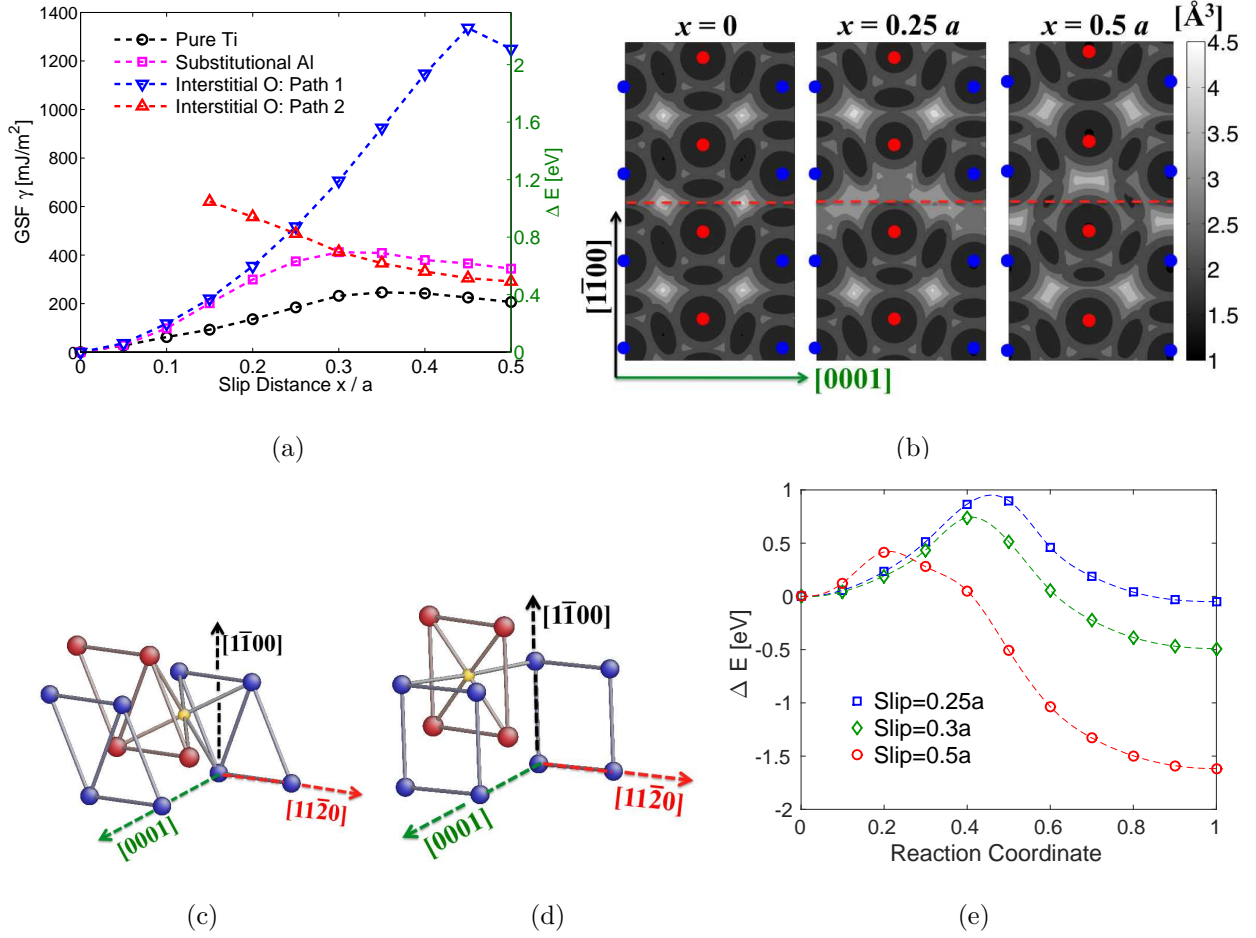 1400
1200
1000
800
600
400
200
0
GSF γ [mJ/m²]
Pure Ti
Substitutional Al
Interstitial O: Path 1
Interstitial O: Path 2
2
1.6
1.2
0.8
0.4
0
Δ E [eV]
0 0.1 0.2 0.3 0.4 0.5
Slip Distance x / a
(a)
x = 0 x = 0.25 a x = 0.5 a [Å³]
4.5
4
3.5
3
2.5
2
1.5
1
[11̄00]
[0001]
(b)
[11̄00]
[112̄0]
[0001]
(c)
[11̄00]
[112̄0]
[0001]
(d)
1
0.5
0
-0.5
-1
-1.5
-2
Δ E [eV]
Slip=0.25a
Slip=0.3a
Slip=0.5a
0 0.2 0.4 0.6 0.8 1
Reaction Coordinate
(e)